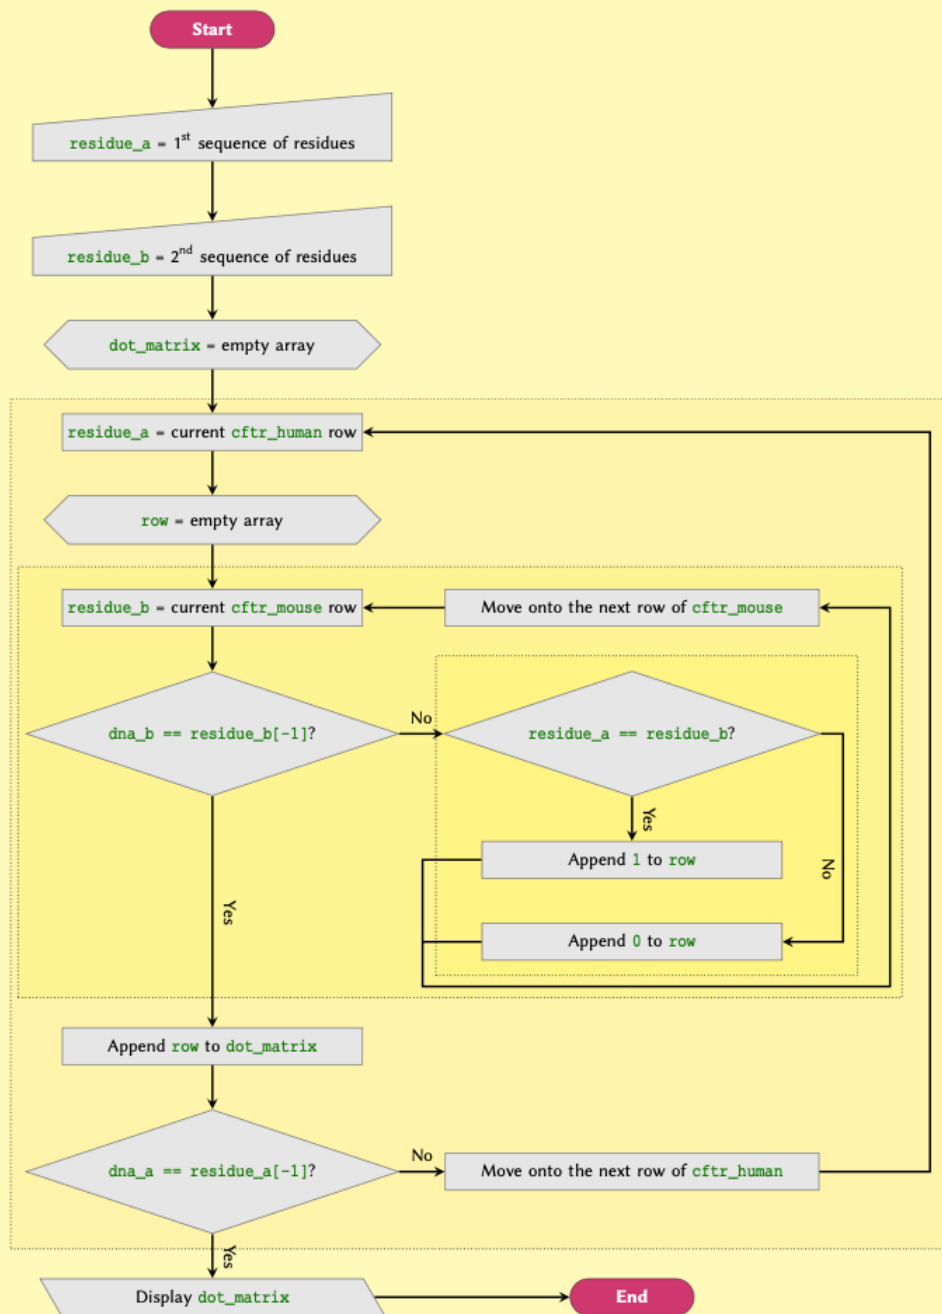 Start
residue_a = 1st sequence of residues
residue_b = 2nd sequence of residues
dot_matrix = empty array
residue_a = current cftr_human row
row = empty array
residue_b = current cftr_mouse row
Move onto the next row of cftr_mouse
dna_b == residue_b[-1]?
No
residue_a == residue_b?
Yes
Append 1 to row
No
Yes
Append 0 to row
Append row to dot_matrix
dna_a == residue_a[-1]?
No
Move onto the next row of cftr_human
Yes
Display dot_matrix
End